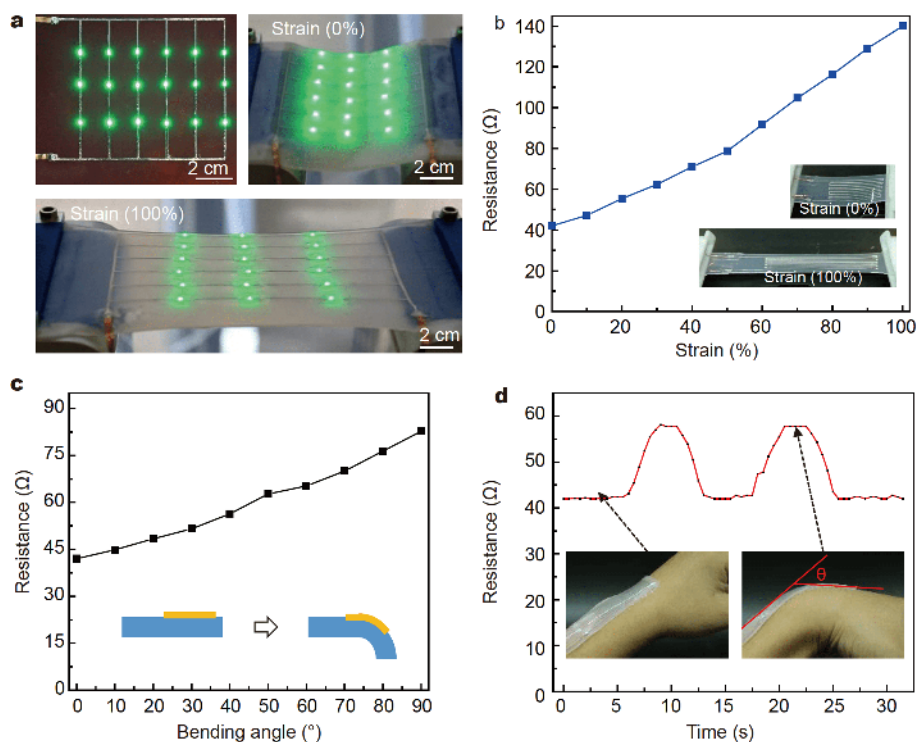 a
2 cm
Strain (0%)
2 cm
Strain (100%)
2 cm
b
Resistance (Ω)
140
120
100
80
60
40
20
0
Strain (0%)
Strain (100%)
0
20
40
60
80
100
Strain (%)
c
Resistance (Ω)
90
75
60
45
30
15
0
0
10
20
30
40
50
60
70
80
90
Bending angle (°)
d
Resistance (Ω)
60
50
40
30
20
10
0
θ
0
5
10
15
20
25
30
Time (s)